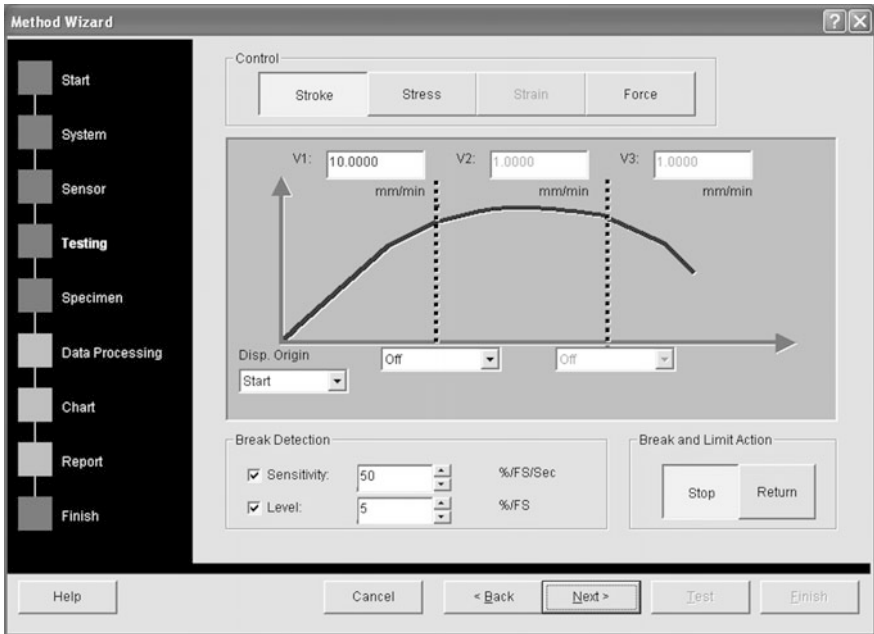 Method Wizard
Start
System
Sensor
Testing
Specimen
Data Processing
Chart
Report
Finish
Control
Stroke Stress Strain Force
V1: 10.0000 V2: 1.0000 V3: 1.0000
mm/min mm/min mm/min
Disp. Origin
Start Off Off
Break Detection
Sensitivity: 50 %/FS/Sec
Level: 5 %/FS
Break and Limit Action
Stop Return
Help Cancel < Back Next > Test Finish